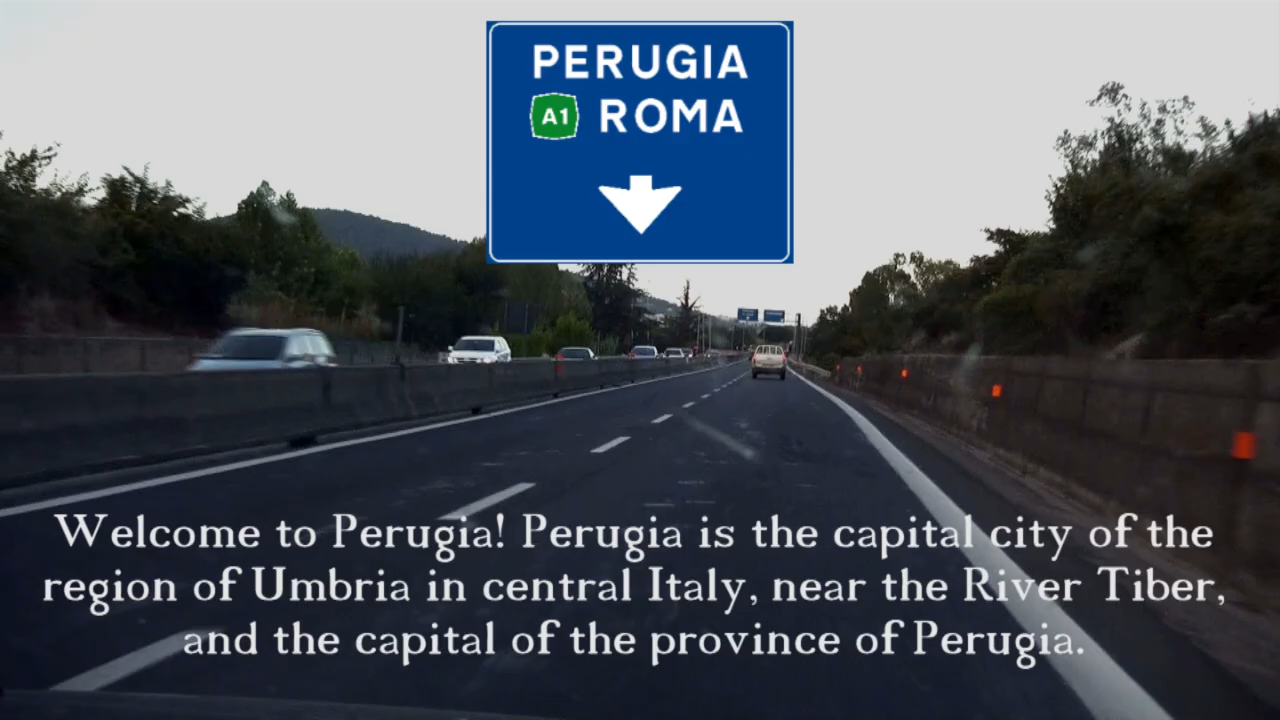 PERUGIA
A1 ROMA
Welcome to Perugia! Perugia is the capital city of the
region of Umbria in central Italy, near the River Tiber,
and the capital of the province of Perugia.